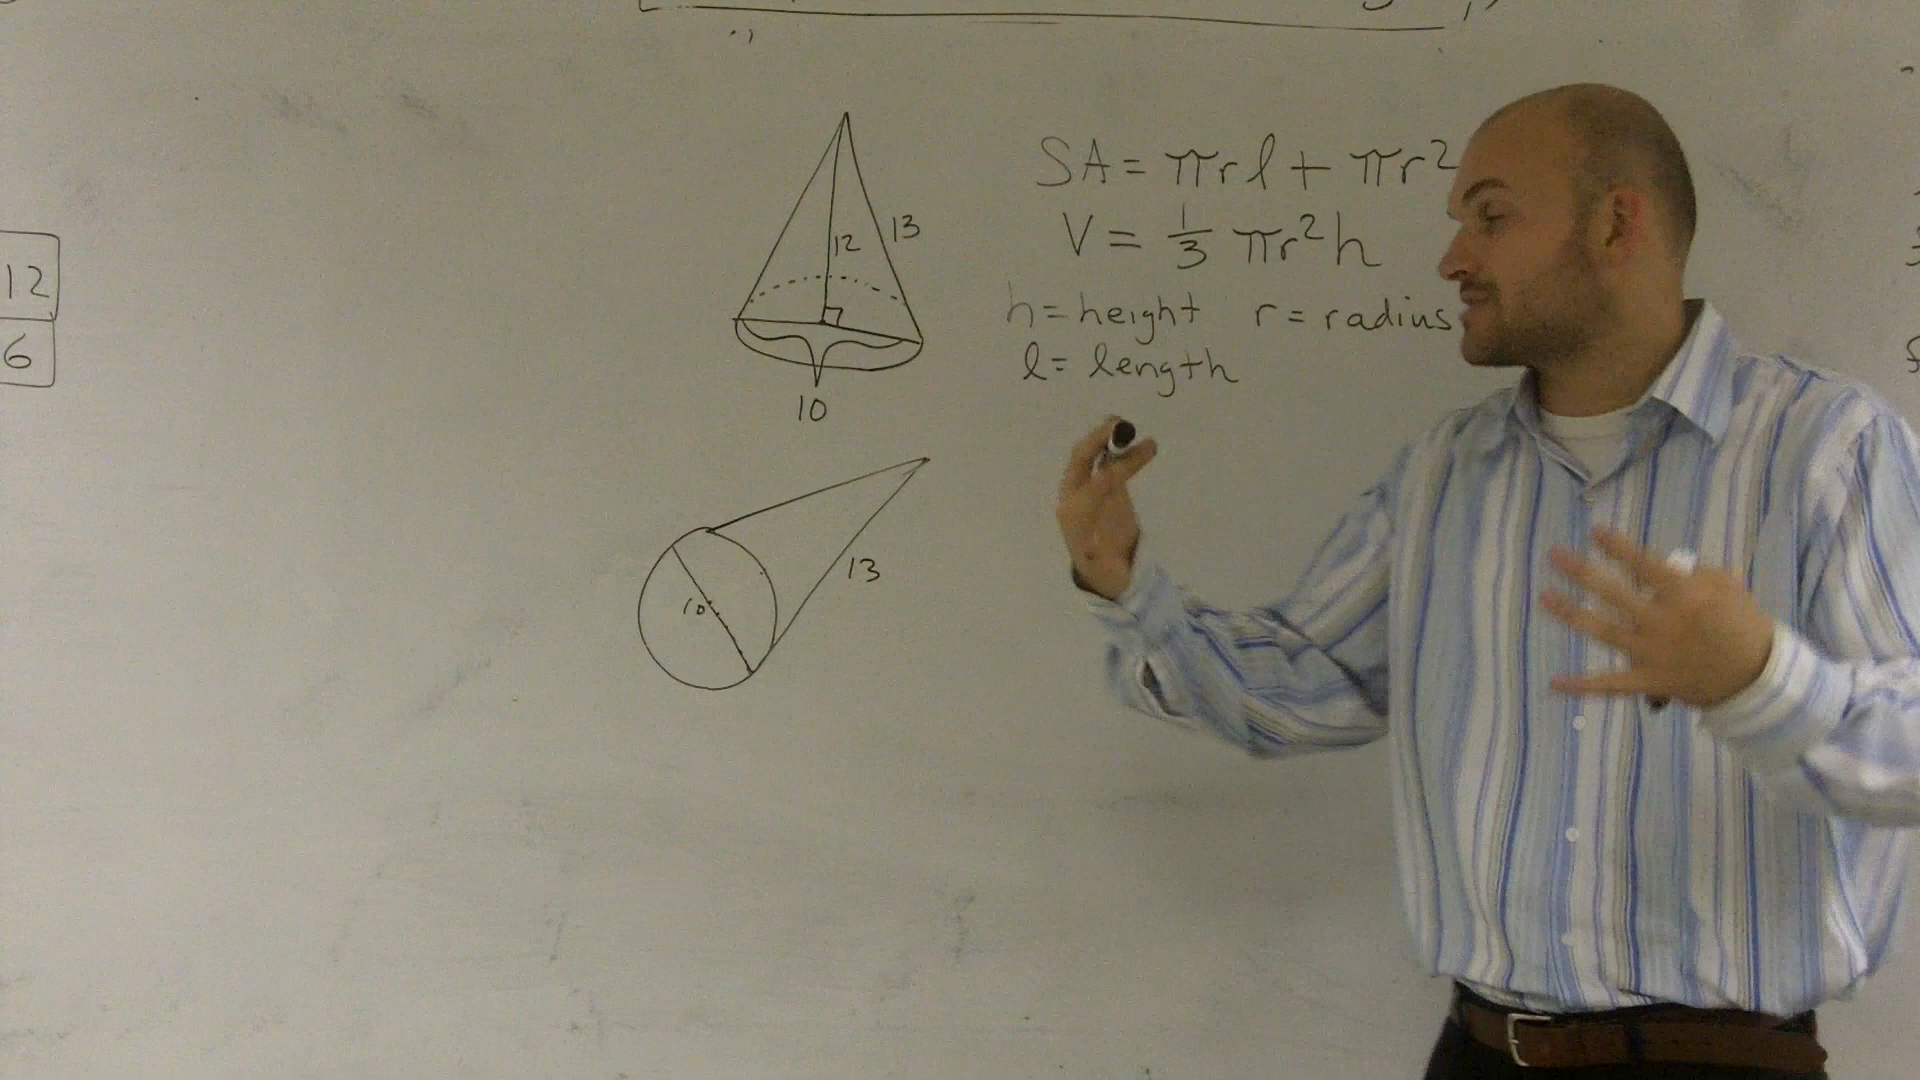 12
6
12
13
10
SA = πrl + πr²
V = 1/3 πr²h
h = height r = radius
l = length
13
10